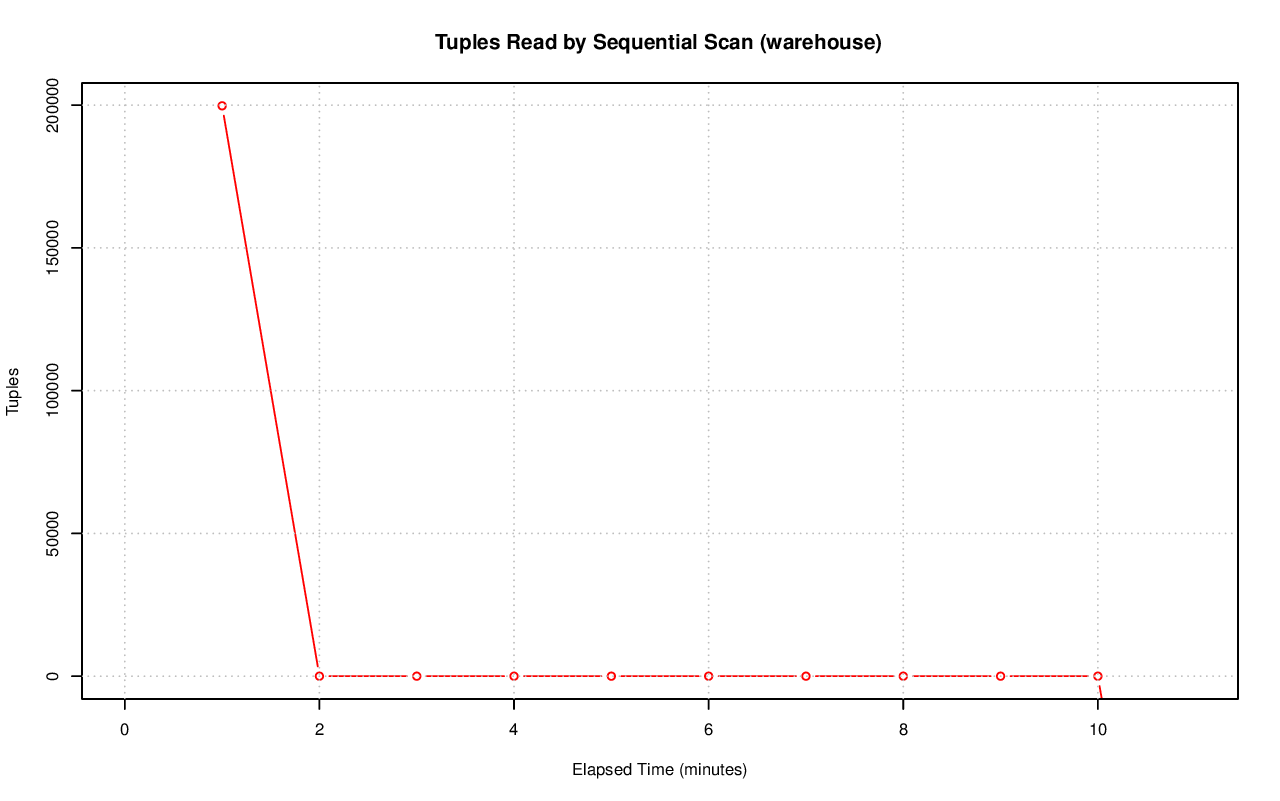 Tuples Read by Sequential Scan (warehouse)
200000
150000
100000
50000
0
Tuples
0 2 4 6 8 10
Elapsed Time (minutes)